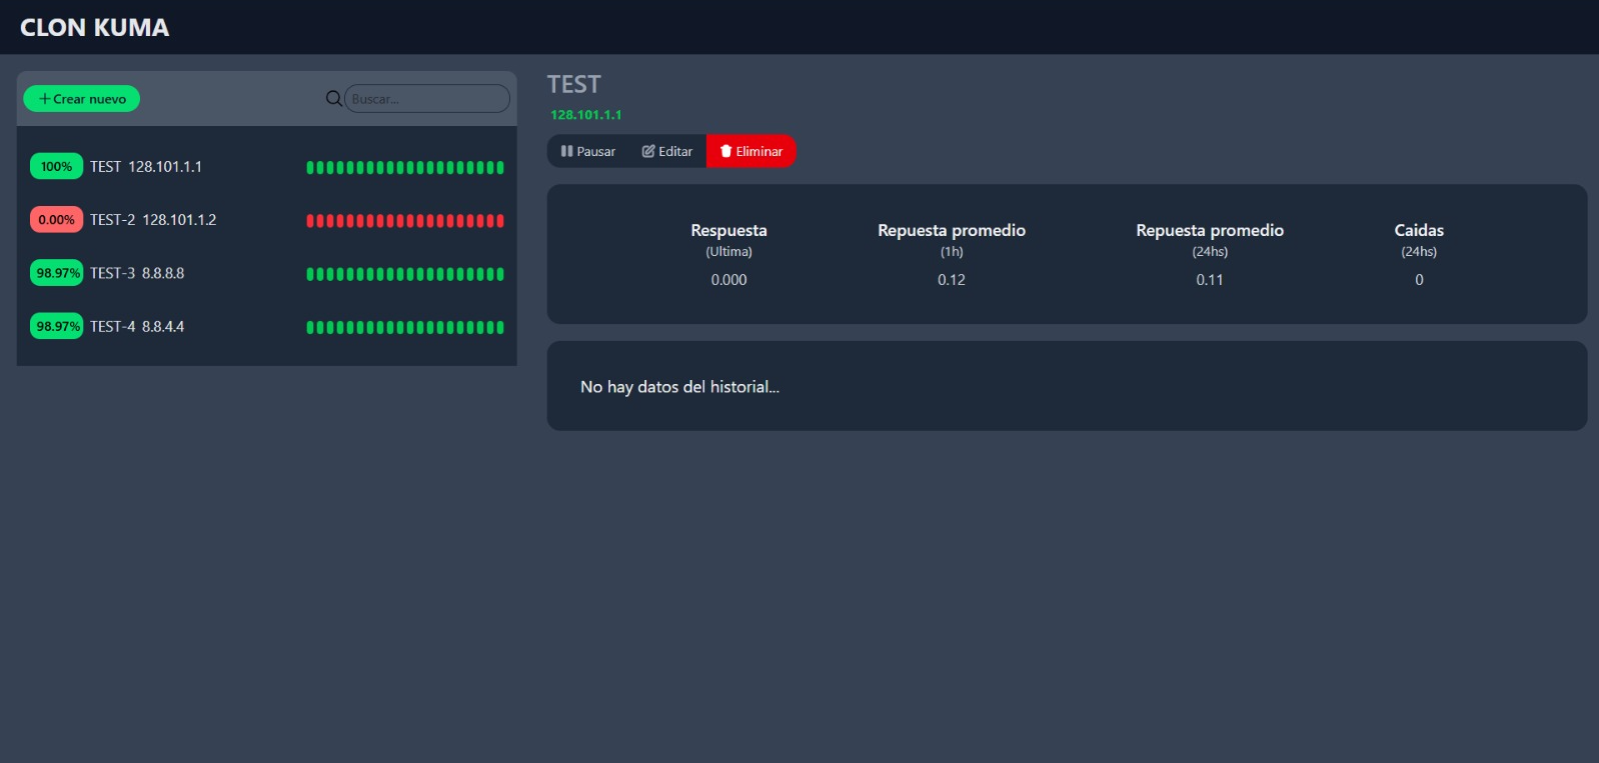 CLON KUMA
Crear nuevo
Buscar...
100% TEST 128.101.1.1
0.00% TEST-2 128.101.1.2
98.97% TEST-3 8.8.8.8
98.97% TEST-4 8.8.4.4
TEST
128.101.1.1
Pausar Editar Eliminar
Respuesta Repuesta promedio Repuesta promedio Caidas
(Ultima) (1h) (24hs) (24hs)
0.000 0.12 0.11 0
No hay datos del historial...